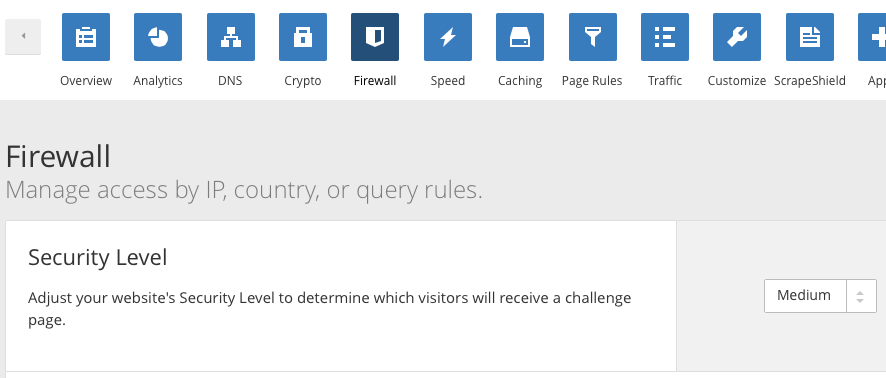 Overview Analytics DNS Crypto Firewall Speed Caching Page Rules Traffic Customize ScrapeShield
Firewall
Manage access by IP, country, or query rules.
Security Level
Adjust your website's Security Level to determine which visitors will receive a challenge
page.
Medium